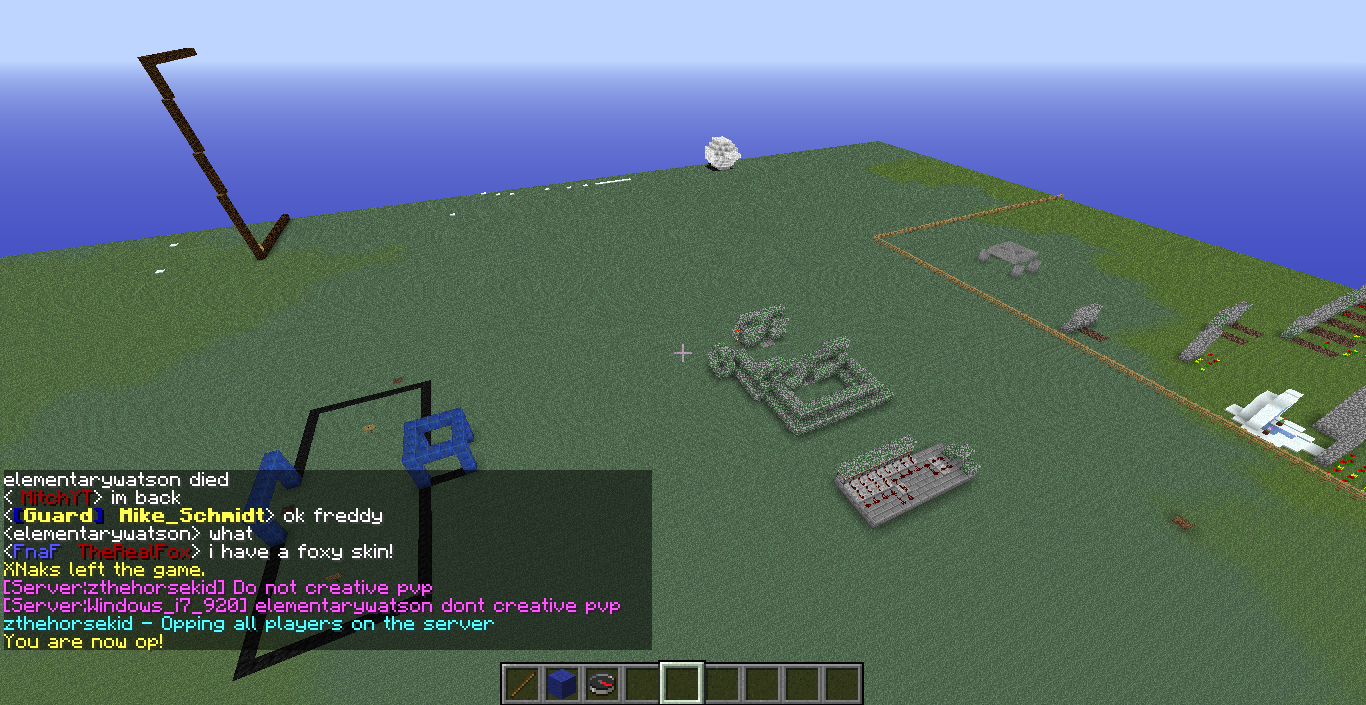 elementarywatson died
< MitchYT> im back
<[Guard] Mike_Schmidt> ok freddy
<elementarywatson> what
<FnaF TheRealFox> i have a foxy skin!
XNaks left the game.
[Server:zthehorsekid] Do not creative pvp
[Server:Windows_i7_920] elementarywatson dont creative pvp
zthehorsekid - Opping all players on the server
You are now op!